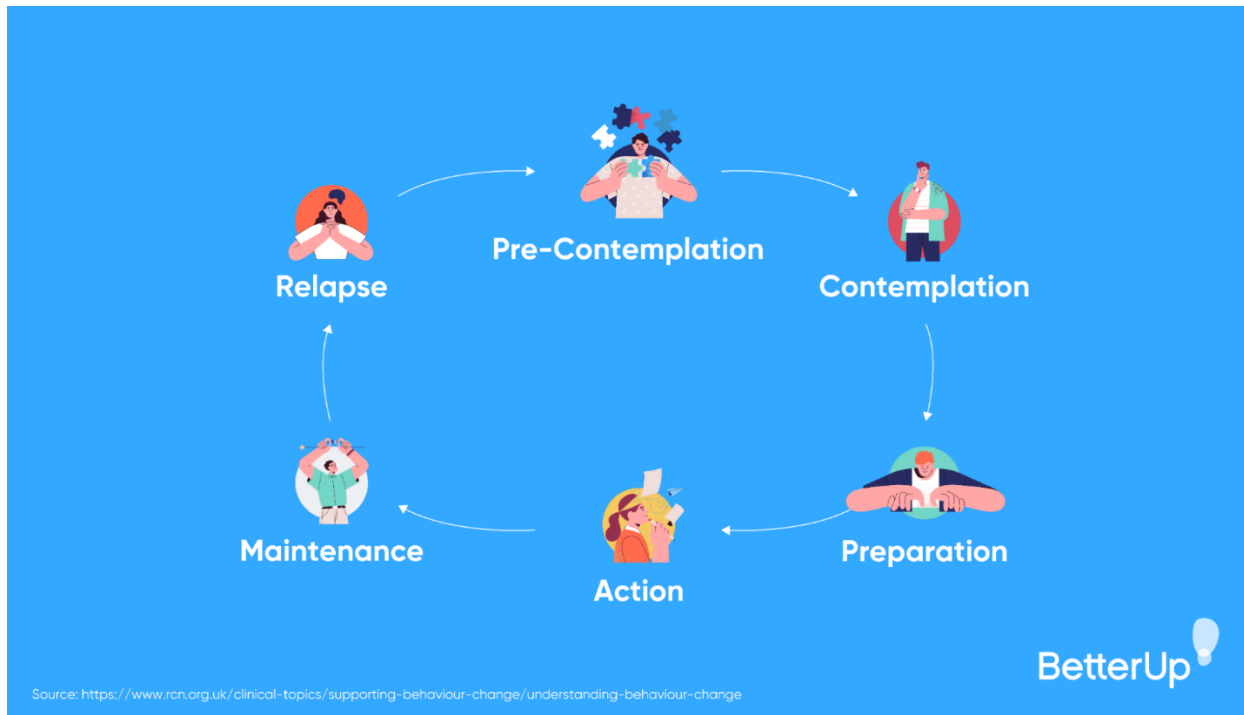 Pre-Contemplation
Relapse
Contemplation
Maintenance
Preparation
Action
BetterUp
Source: https://www.rcn.org.uk/clinical-topics/supporting-behaviour-change/understanding-behaviour-change